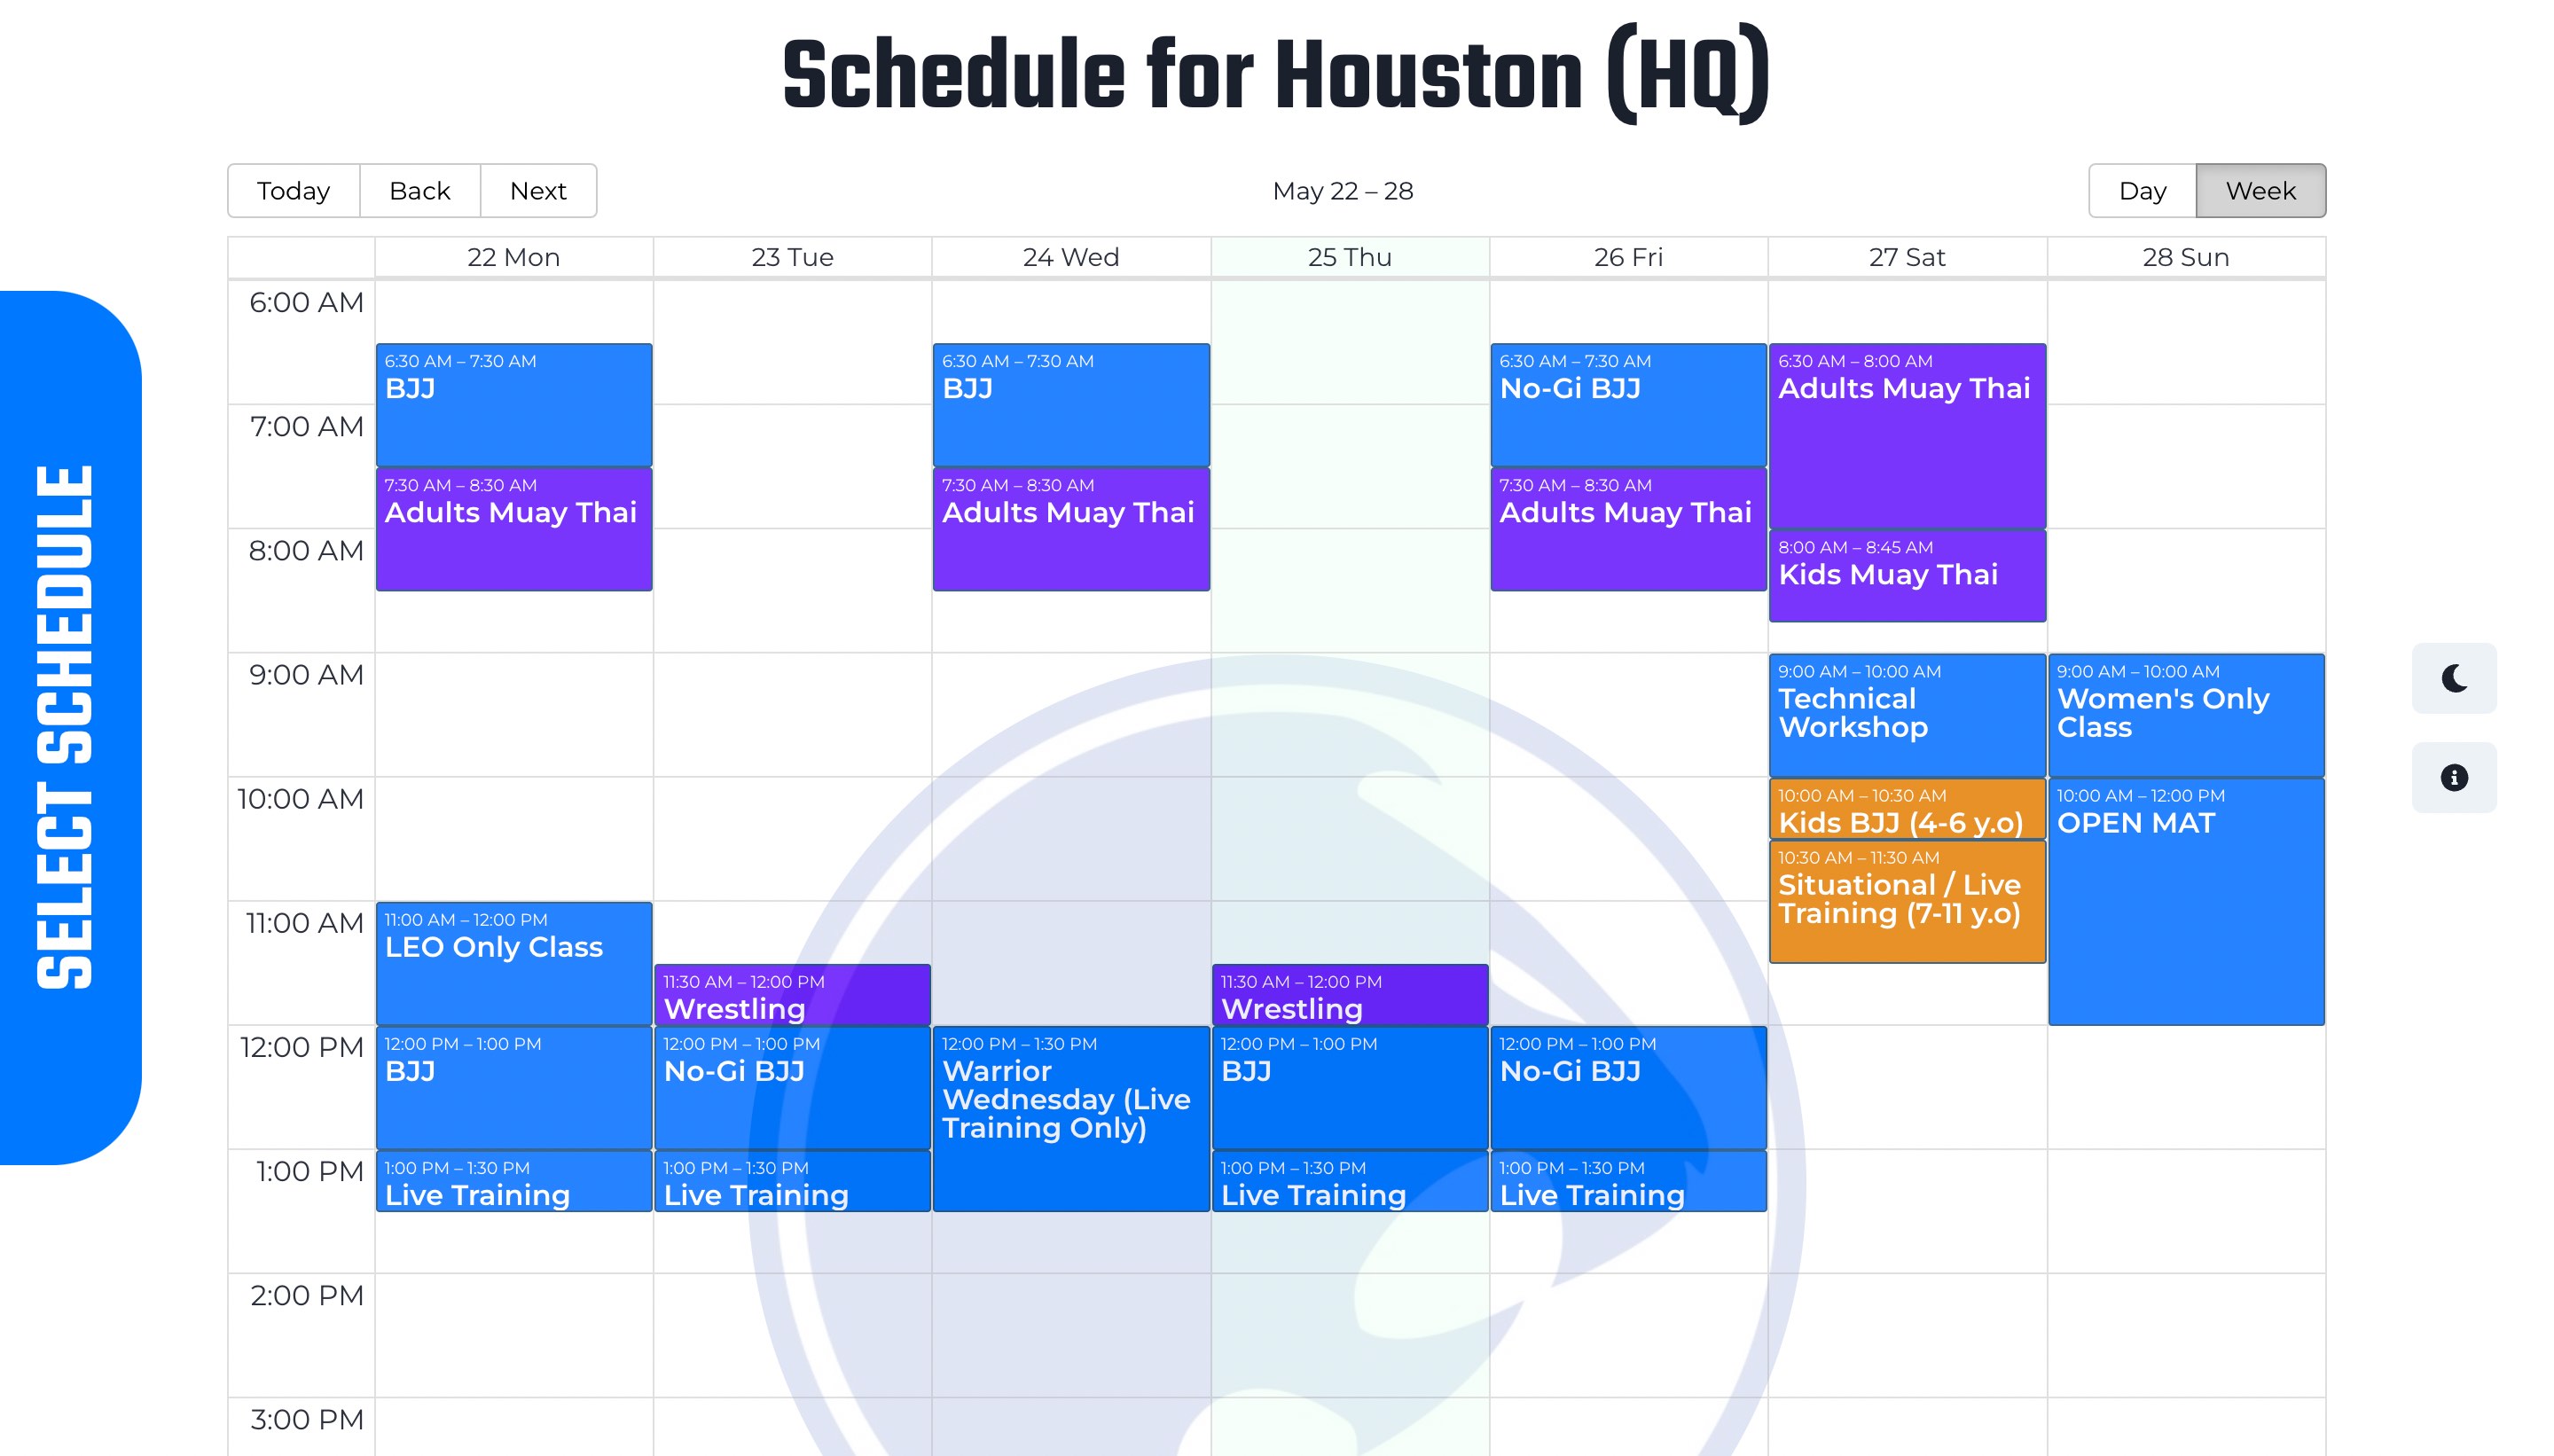 Schedule for Houston (HQ)
Today Back Next
May 22 – 28
Day Week
SELECT SCHEDULE
22 Mon
23 Tue
24 Wed
25 Thu
26 Fri
27 Sat
28 Sun
6:00 AM
7:00 AM
8:00 AM
9:00 AM
10:00 AM
11:00 AM
12:00 PM
1:00 PM
2:00 PM
3:00 PM
6:30 AM – 7:30 AM
BJJ
7:30 AM – 8:30 AM
Adults Muay Thai
11:00 AM – 12:00 PM
LEO Only Class
12:00 PM – 1:00 PM
BJJ
1:00 PM – 1:30 PM
Live Training
11:30 AM – 12:00 PM
Wrestling
12:00 PM – 1:00 PM
No-Gi BJJ
1:00 PM – 1:30 PM
Live Training
6:30 AM – 7:30 AM
BJJ
7:30 AM – 8:30 AM
Adults Muay Thai
12:00 PM – 1:30 PM
Warrior
Wednesday (Live
Training Only)
11:30 AM – 12:00 PM
Wrestling
12:00 PM – 1:00 PM
BJJ
1:00 PM – 1:30 PM
Live Training
6:30 AM – 7:30 AM
No-Gi BJJ
7:30 AM – 8:30 AM
Adults Muay Thai
12:00 PM – 1:00 PM
No-Gi BJJ
1:00 PM – 1:30 PM
Live Training
6:30 AM – 8:00 AM
Adults Muay Thai
8:00 AM – 8:45 AM
Kids Muay Thai
9:00 AM – 10:00 AM
Technical
Workshop
10:00 AM – 10:30 AM
Kids BJJ (4-6 y.o)
10:30 AM – 11:30 AM
Situational / Live
Training (7-11 y.o)
9:00 AM – 10:00 AM
Women's Only
Class
10:00 AM – 12:00 PM
OPEN MAT